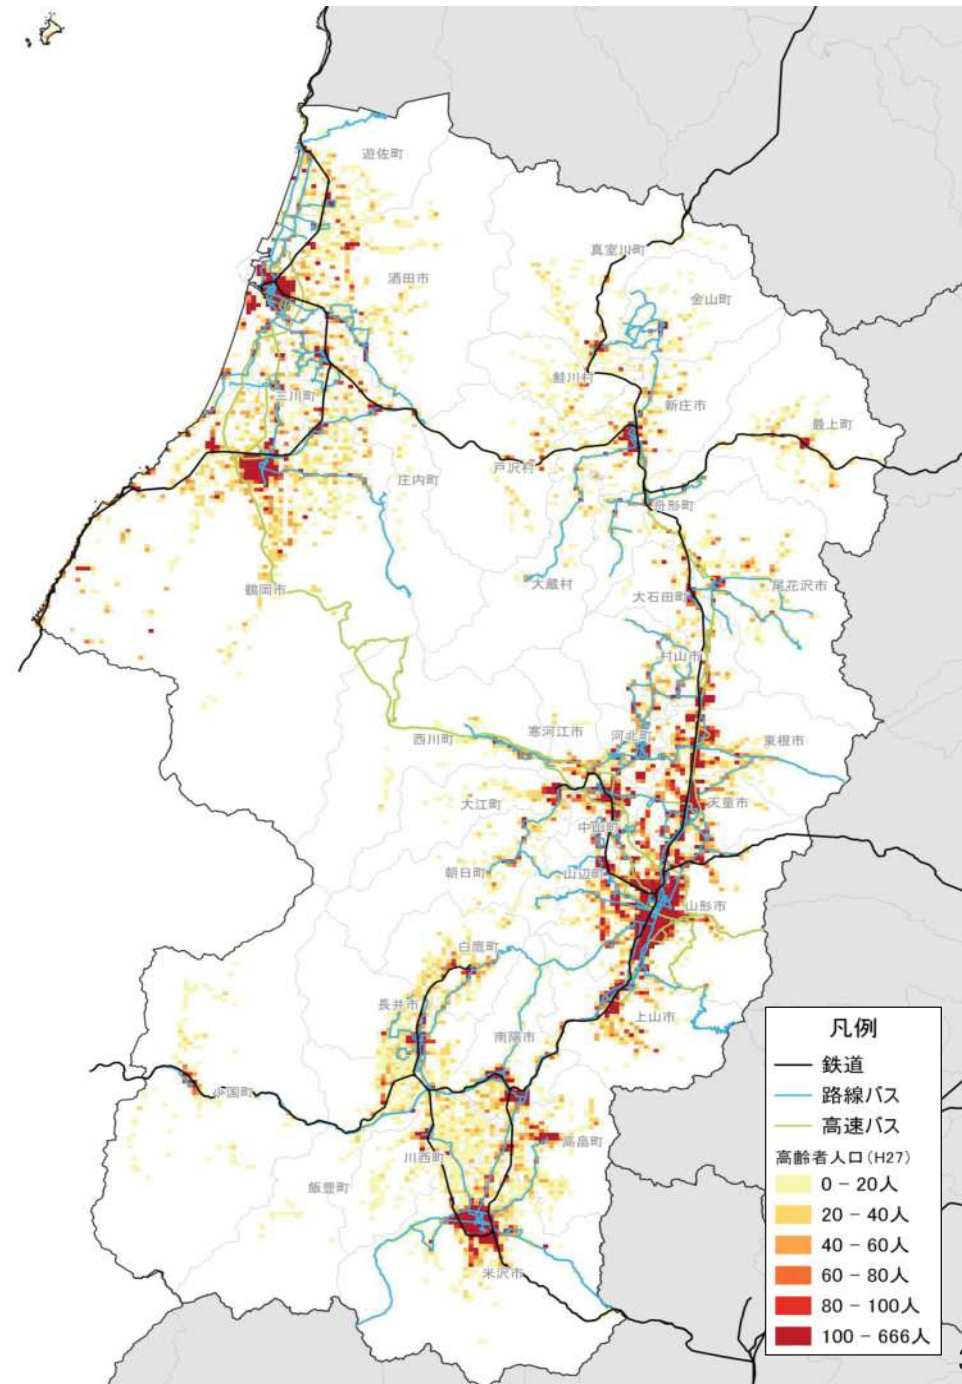 遊佐町
真室川町
酒田市
金山町
鮭川村
三川町
新庄市
最上町
戸沢村
庄内町
舟形町
大蔵村
鶴岡市
大石田町
尾花沢市
村山市
西川町
寒河江市
河北町
東根市
大江町
天童市
中山町
朝日町
山辺町
山形市
白鷹町
長井市
南陽市
上山市
小国町
高畠町
川西町
飯豊町
米沢市
凡例
鉄道
路線バス
高速バス
高齢者人口(H27)
0 - 20人
20 - 40人
40 - 60人
60 - 80人
80 - 100人
100 - 666人